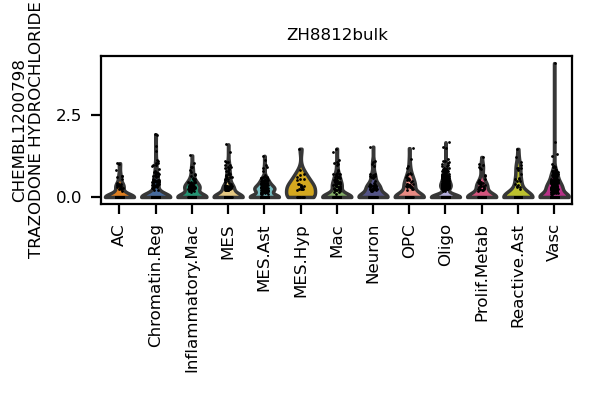 ZH8812bulk
CHEMBL1200798
TRAZODONE HYDROCHLORIDE
2.5
0.0
AC
Chromatin.Reg
Inflammatory.Mac
MES
MES.Ast
MES.Hyp
Mac
Neuron
OPC
Oligo
Prolif.Metab
Reactive.Ast
Vasc